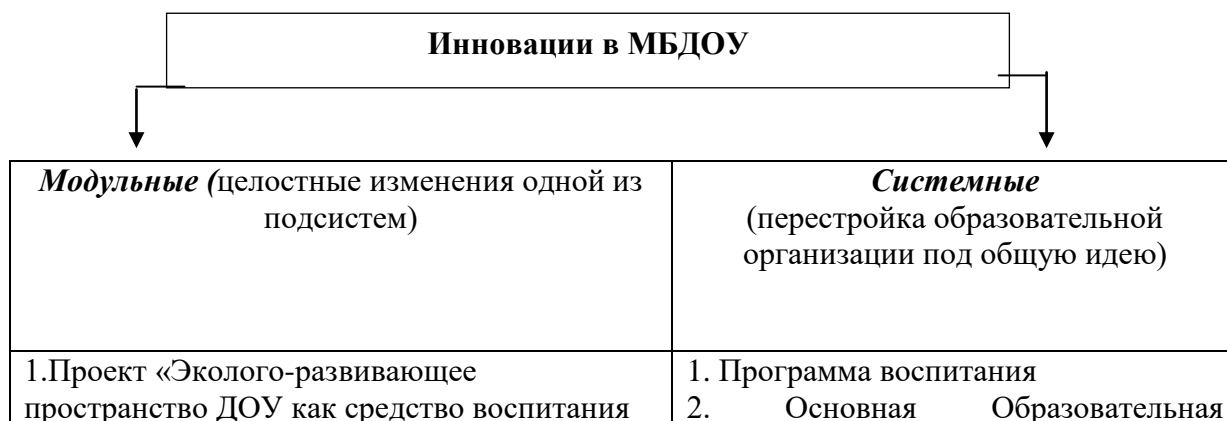 Инновации в МБДОУ
Модульные (целостные изменения одной из
подсистем)
Системные
(перестройка образовательной
организации под общую идею)
1.Проект «Эколого-развивающее
пространство ДОУ как средство воспитания
1. Программа воспитания
2. Основная Образовательная